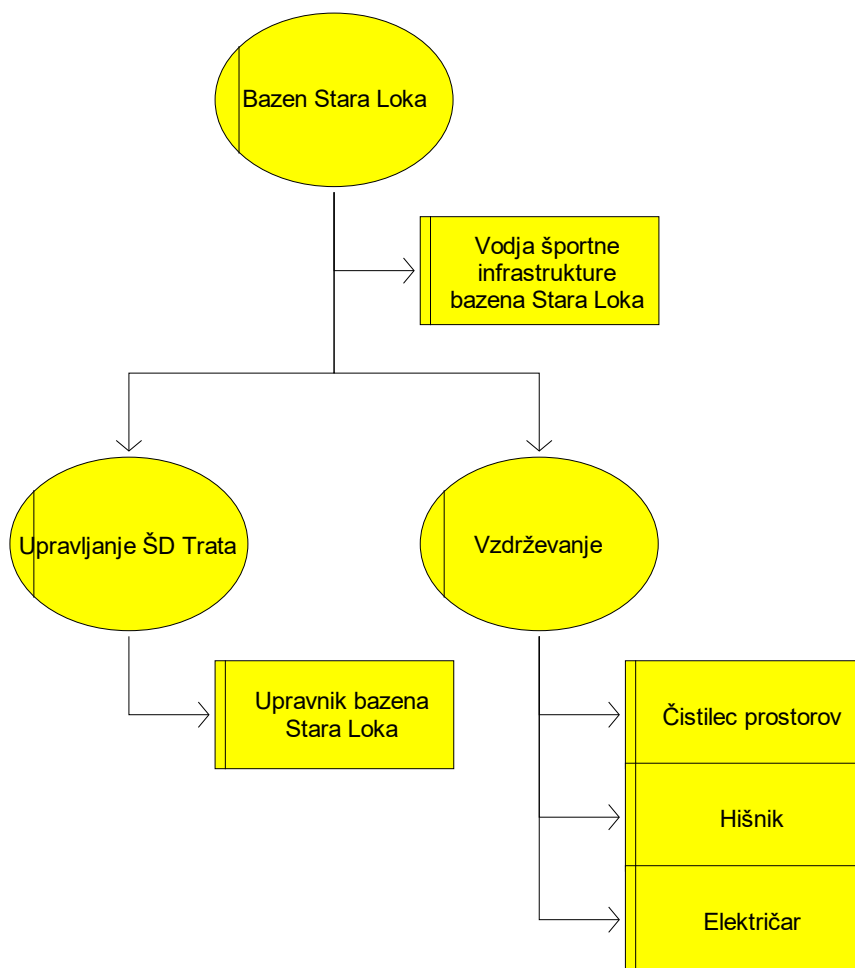 Bazen Stara Loka
Vodja športne
infrastrukture
bazena Stara Loka
Upravljanje ŠD Trata
Vzdrževanje
Upravnik bazena
Stara Loka
Čistilec prostorov
Hišnik
Električar